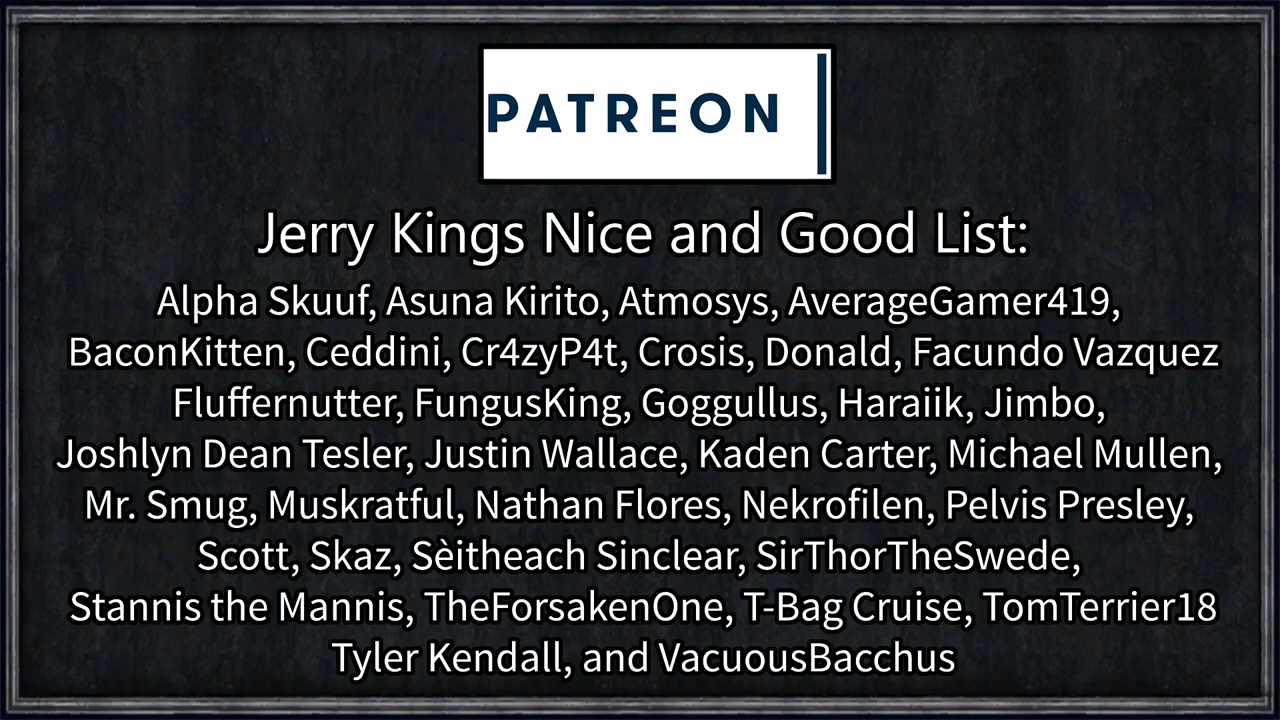 PATREON
Jerry Kings Nice and Good List:
Alpha Skuuf, Asuna Kirito, Atmosys, AverageGamer419,
BaconKitten, Ceddini, Cr4zyP4t, Crosis, Donald, Facundo Vazquez
Fluffernutter, FungusKing, Goggullus, Haraiik, Jimbo,
Joshlyn Dean Tesler, Justin Wallace, Kaden Carter, Michael Mullen,
Mr. Smug, Muskratful, Nathan Flores, Nekrofilen, Pelvis Presley,
Scott, Skaz, Sèitheach Sinclear, SirThorTheSwede,
Stannis the Mannis, TheForsakenOne, T-Bag Cruise, TomTerrier18
Tyler Kendall, and VacuousBacchus